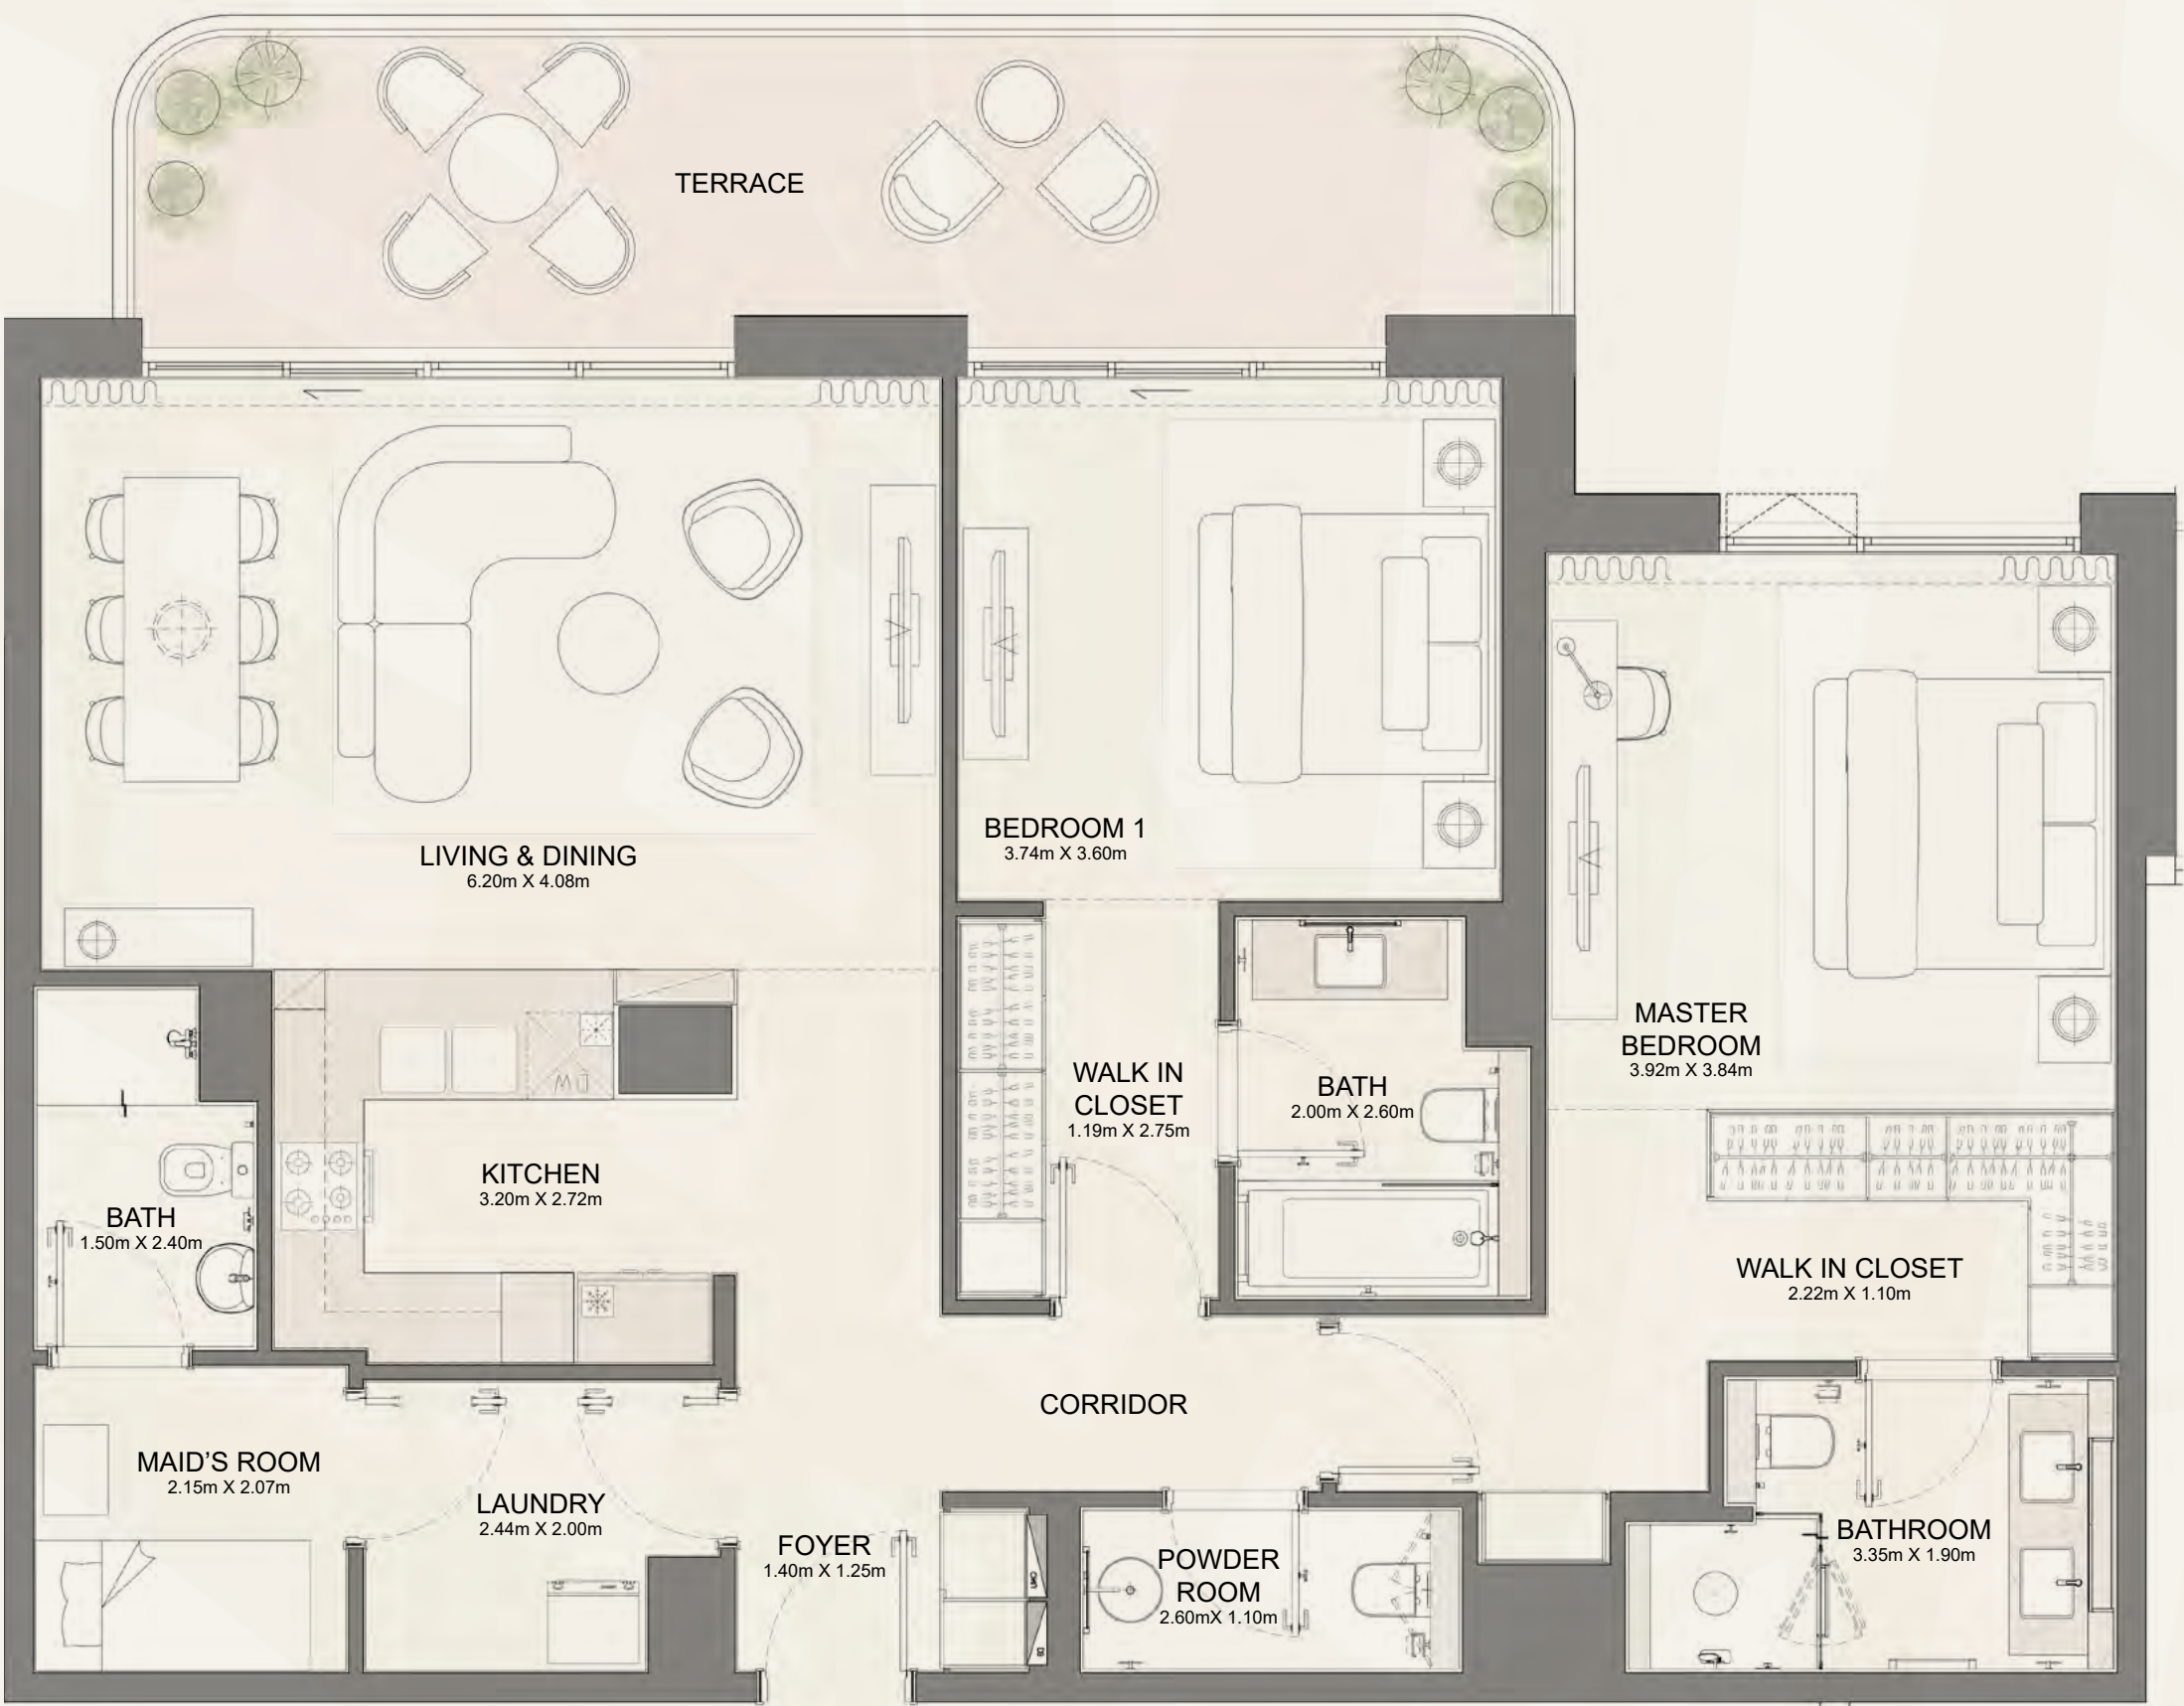 TERRACE
LIVING & DINING
6.20m X 4.08m
BEDROOM 1
3.74m X 3.60m
MASTER
BEDROOM
3.92m X 3.84m
WALK IN
CLOSET
1.19m X 2.75m
BATH
2.00m X 2.60m
KITCHEN
3.20m X 2.72m
DW
BATH
1.50m X 2.40m
WALK IN CLOSET
2.22m X 1.10m
CORRIDOR
MAID’S ROOM
2.15m X 2.07m
LAUNDRY
2.44m X 2.00m
FOYER
1.40m X 1.25m
POWDER
ROOM
2.60mX 1.10m
BATHROOM
3.35m X 1.90m